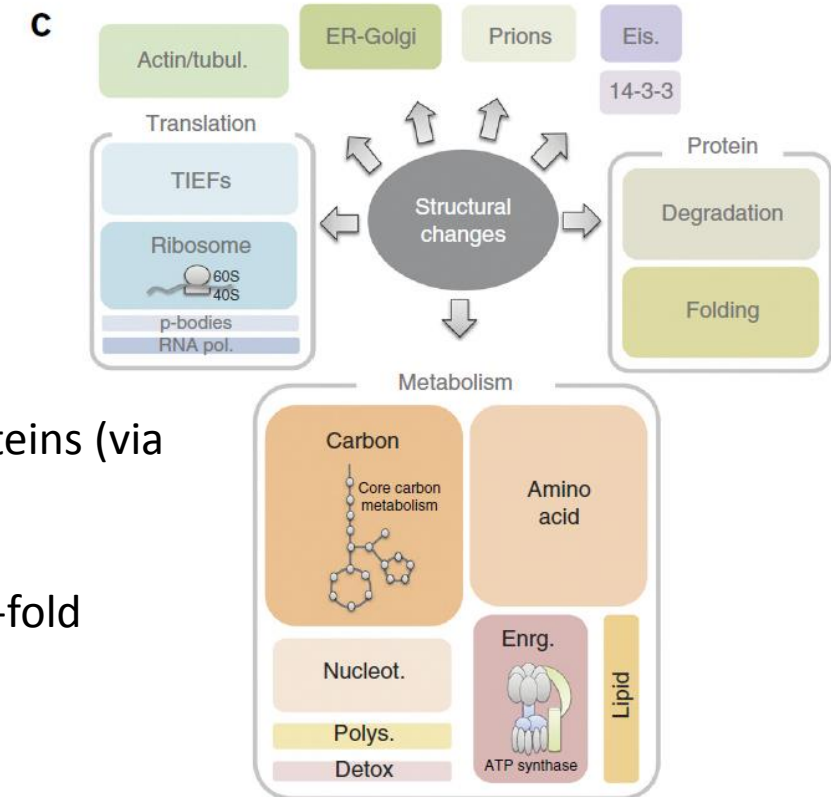 c
Actin/tubul.
ER-Golgi
Prions
Eis.
14-3-3
Translation
TIEFs
Ribosome
60S
40S
p-bodies
RNA pol.
Structural
changes
Protein
Degradation
Folding
teins (via
-fold
Metabolism
Carbon
Core carbon
metabolism
Amino
acid
Nucleot.
Polys.
Detox
Enrg.
ATP synthase
Lipid